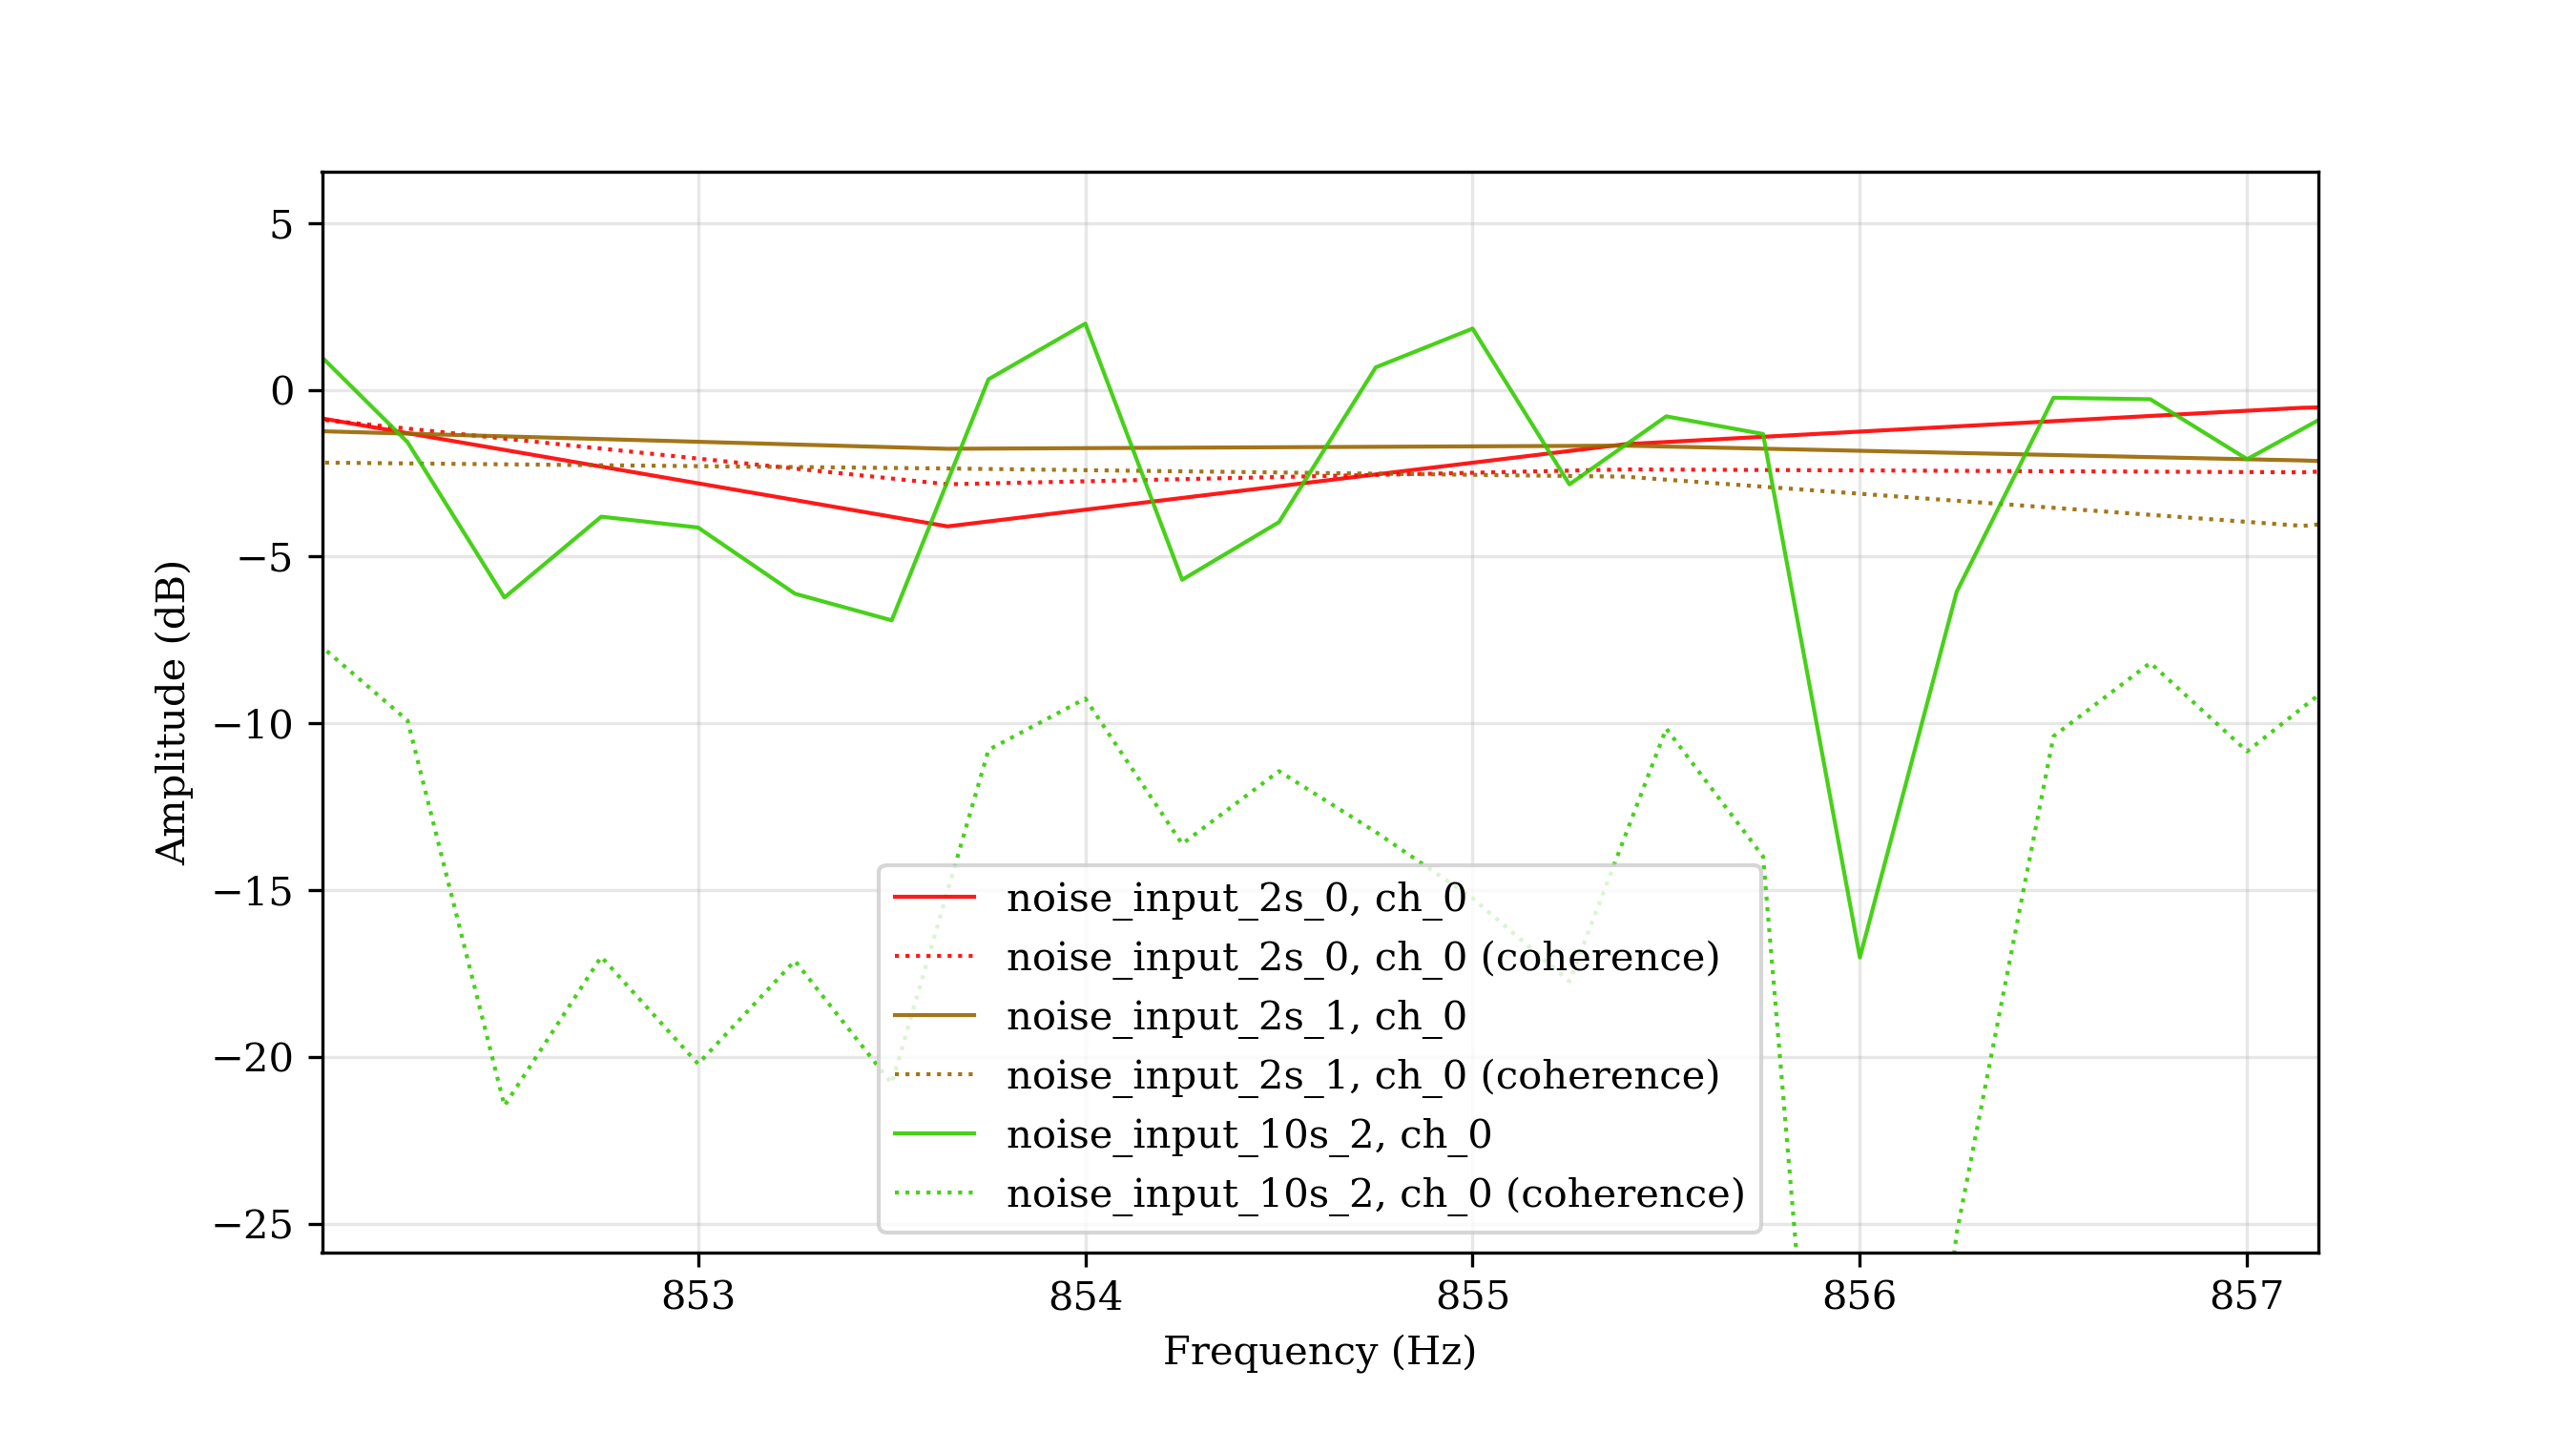 5
0
−5
−10
−15
−20
−25
Amplitude (dB)
noise_input_2s_0, ch_0
noise_input_2s_0, ch_0 (coherence)
noise_input_2s_1, ch_0
noise_input_2s_1, ch_0 (coherence)
noise_input_10s_2, ch_0
noise_input_10s_2, ch_0 (coherence)
853 854 855 856 857
Frequency (Hz)